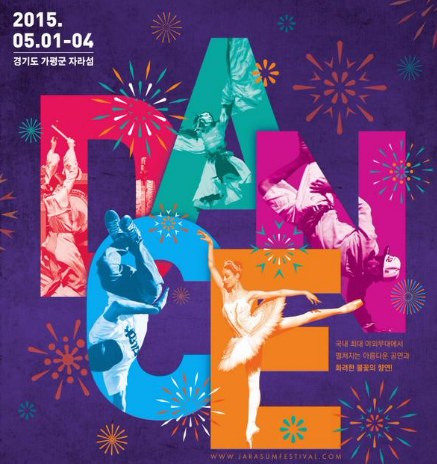 2015.
05.01-04
경기도 가평군 자라섬
DANCE
국내 최대 야외무대에서
펼쳐지는 아름다운 공연과
화려한 불꽃의 향연!
WWW.JARASUMFESTIVAL.COM